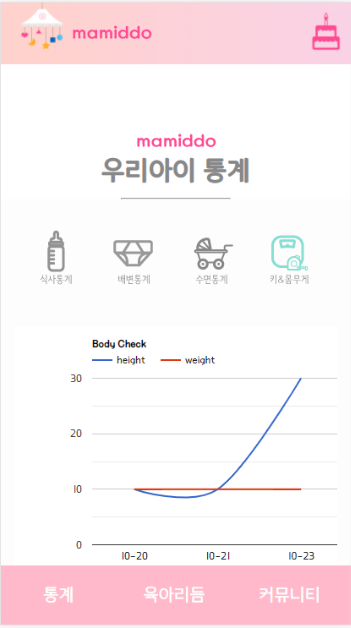 mamiddo
mamiddo
우리아이 통계
식사통계 배변통계 수면통계 키&몸무게
Body Check
height weight
30
20
10
0
10-20 10-21 10-23
통계 육아리듬 커뮤니티